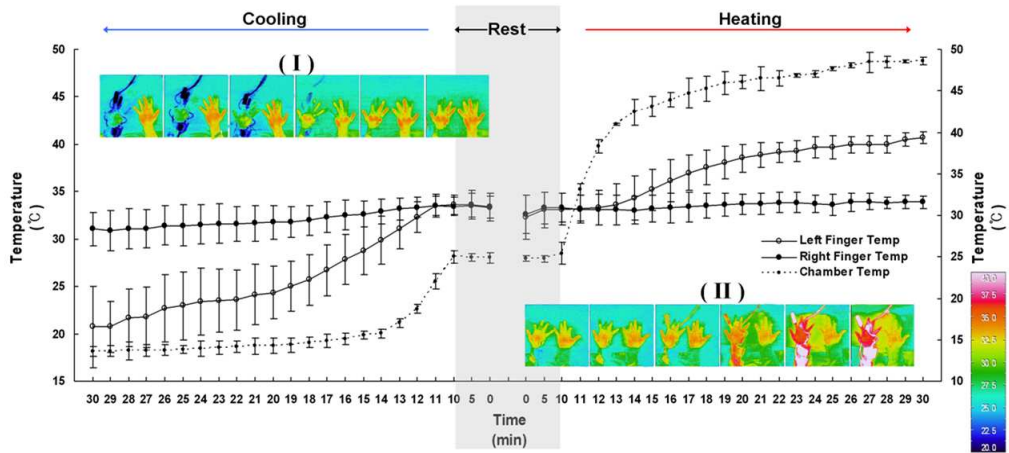 Cooling
Rest
Heating
50
45
40
35
30
25
20
15
Temperature
(℃)
( I )
50
40
30
25
20
15
10
Temperature
(℃)
Left Finger Temp
Right Finger Temp
Chamber Temp
( II )
37.5
35.0
32.5
30.0
27.5
25.0
22.5
20.0
30 29 28 27 26 25 24 23 22 21 20 19 18 17 16 15 14 13 12 11 10 5 0 0 5 10 11 12 13 14 15 16 17 18 19 20 21 22 23 24 25 26 27 28 29 30
Time
(min)